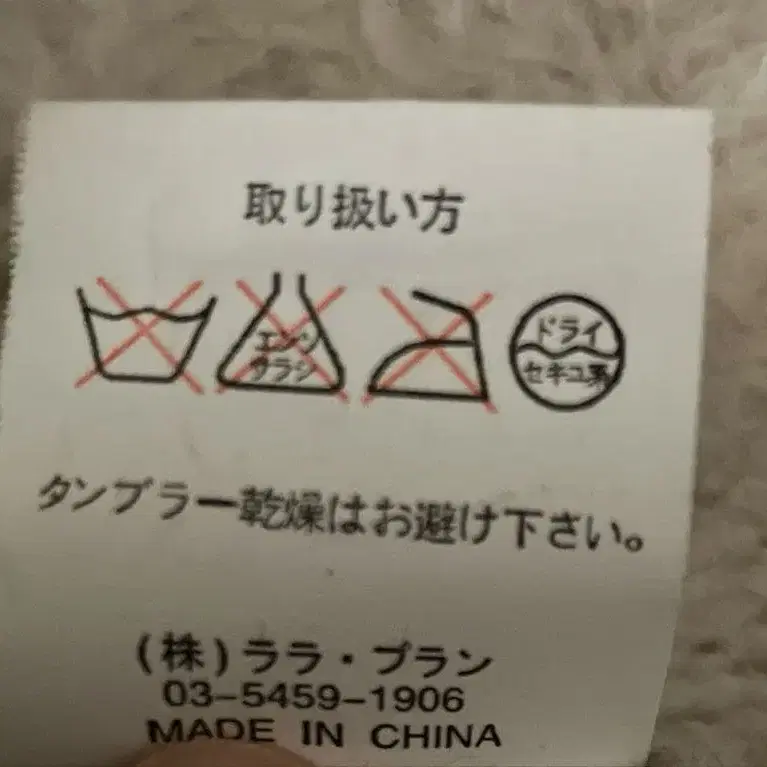 取り扱い方
エンソ
サラシ
ドライ
セキユ系
タンブラー乾燥はお避け下さい。
(株)ララ・プラン
03-5459-1906
MADE IN CHINA